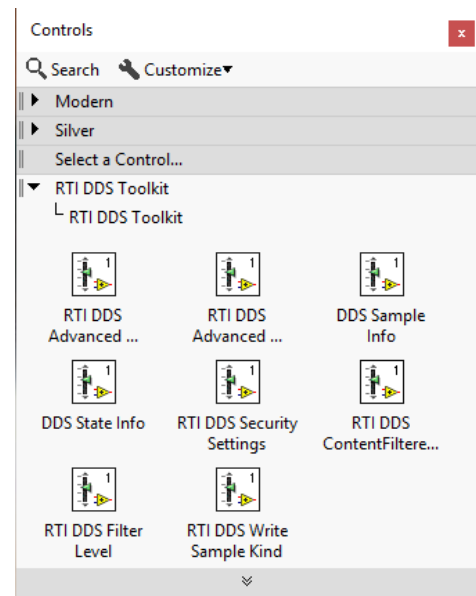 Controls
x
Search Customize▾
Modern
Silver
Select a Control...
RTI DDS Toolkit
RTI DDS Toolkit
1 1 1
RTI DDS RTI DDS DDS Sample
Advanced ... Advanced ... Info
1 1 1
DDS State Info RTI DDS Security RTI DDS
Settings ContentFiltere...
1 1
RTI DDS Filter RTI DDS Write
Level Sample Kind